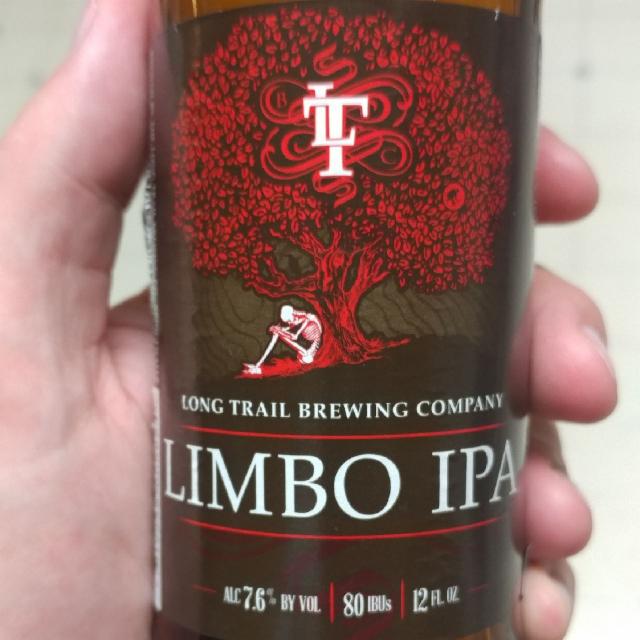 LT
LONG TRAIL BREWING COMPANY
LIMBO IPA
ALC 7.6% BY VOL | 80 IBUs | 12 FL. OZ.